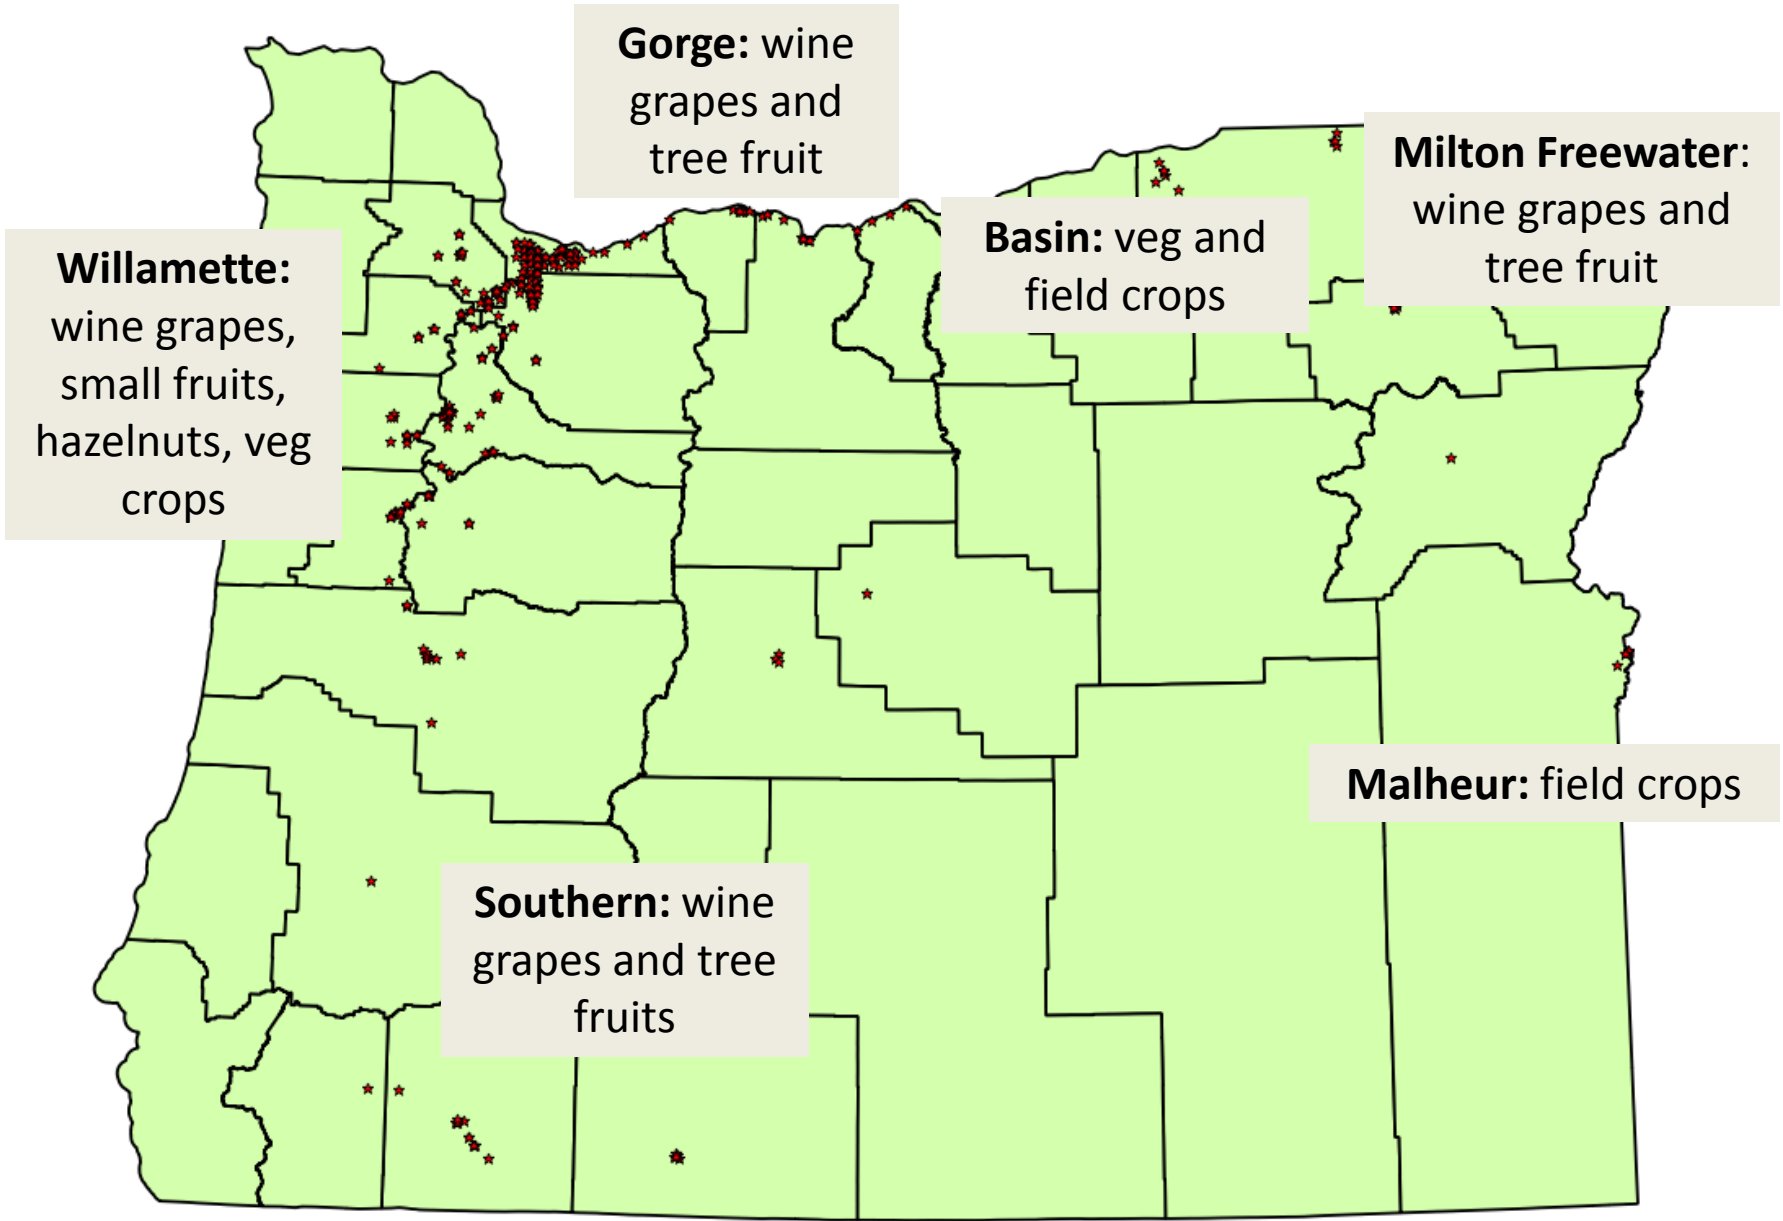 Gorge: wine
grapes and
tree fruit
Milton Freewater:
wine grapes and
tree fruit
Basin: veg and
field crops
Willamette:
wine grapes,
small fruits,
hazelnuts, veg
crops
Malheur: field crops
Southern: wine
grapes and tree
fruits